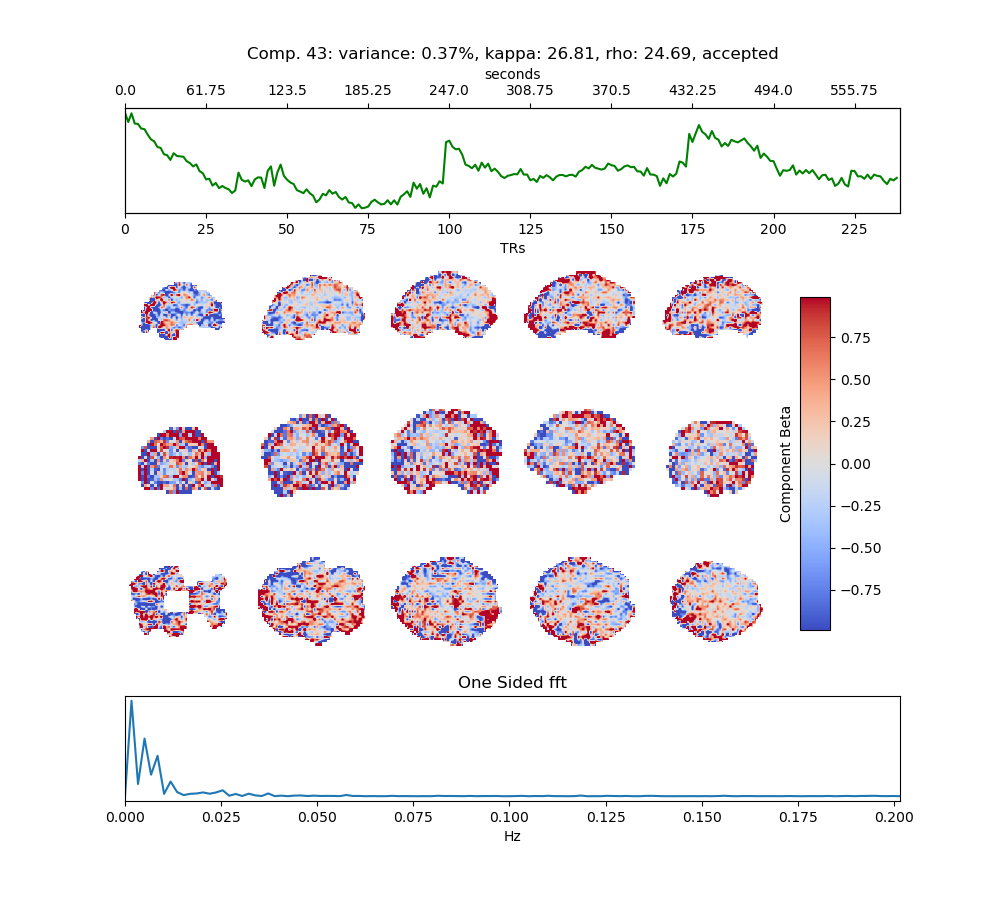 Comp. 43: variance: 0.37%, kappa: 26.81, rho: 24.69, accepted
seconds
0.0 61.75 123.5 185.25 247.0 308.75 370.5 432.25 494.0 555.75
0 25 50 75 100 125 150 175 200 225
TRs
0.75
0.50
0.25
0.00
−0.25
−0.50
−0.75
Component Beta
One Sided fft
0.000 0.025 0.050 0.075 0.100 0.125 0.150 0.175 0.200
Hz